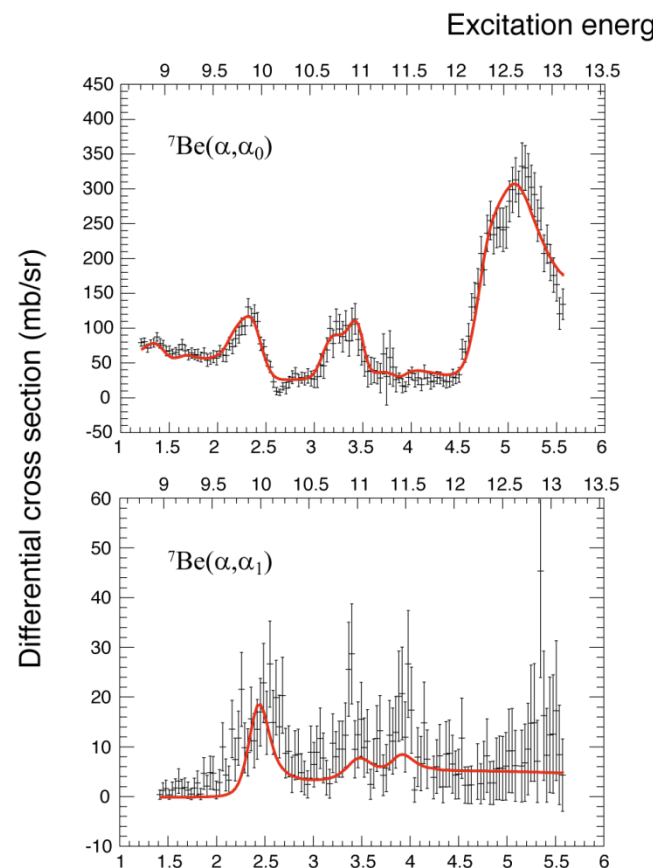 Excitation energ
9 9.5 10 10.5 11 11.5 12 12.5 13 13.5
450
400
350
300
250
200
150
100
50
0
-50
⁷Be(α,α₀)
1 1.5 2 2.5 3 3.5 4 4.5 5 5.5 6
Differential cross section (mb/sr)
9 9.5 10 10.5 11 11.5 12 12.5 13 13.5
60
50
40
30
20
10
0
-10
⁷Be(α,α₁)
1 1.5 2 2.5 3 3.5 4 4.5 5 5.5 6